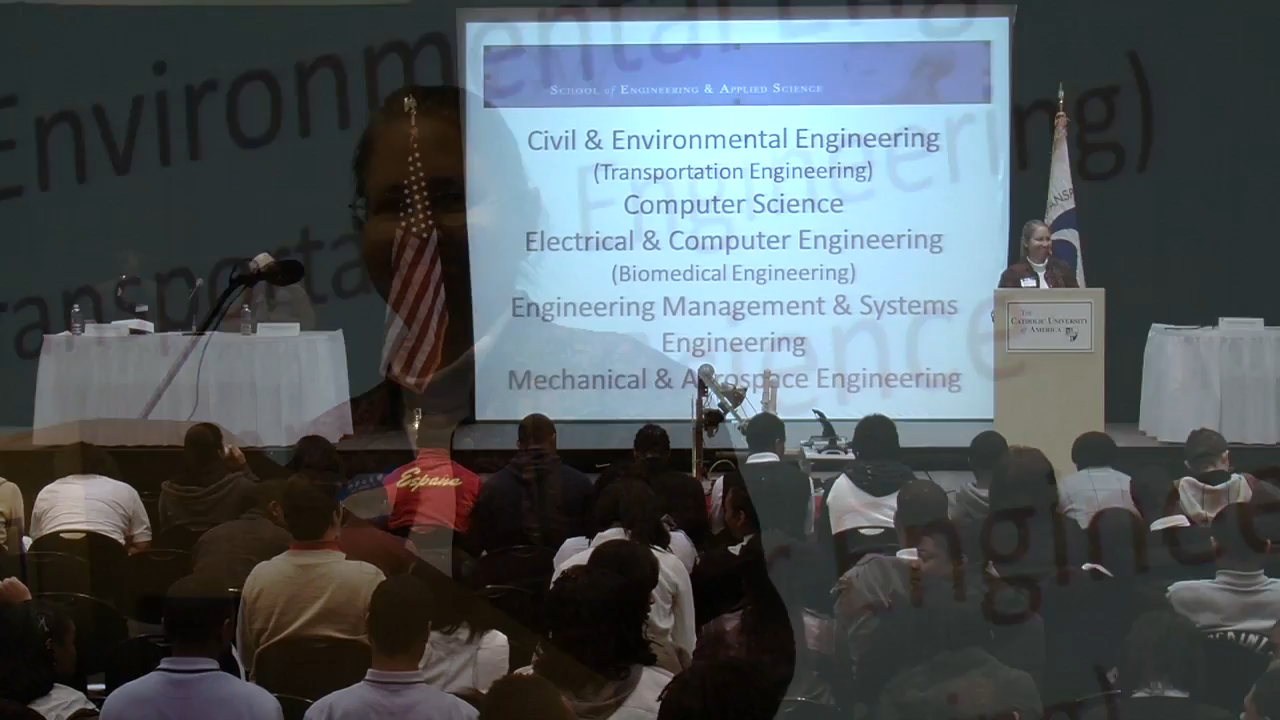 SCHOOL of ENGINEERING & APPLIED SCIENCE
Civil & Environmental Engineering
(Transportation Engineering)
Computer Science
Electrical & Computer Engineering
(Biomedical Engineering)
Engineering Management & Systems
Engineering
Mechanical & Aerospace Engineering
THE
CATHOLIC UNIVERSITY
of AMERICA
España